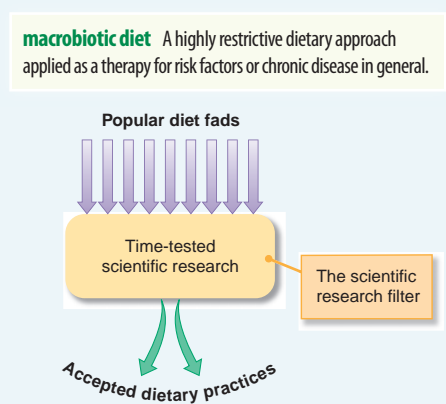 macrobiotic diet A highly restrictive dietary approach
applied as a therapy for risk factors or chronic disease in general.
Popular diet fads
Time-tested
scientific research
The scientific
research filter
Accepted dietary practices